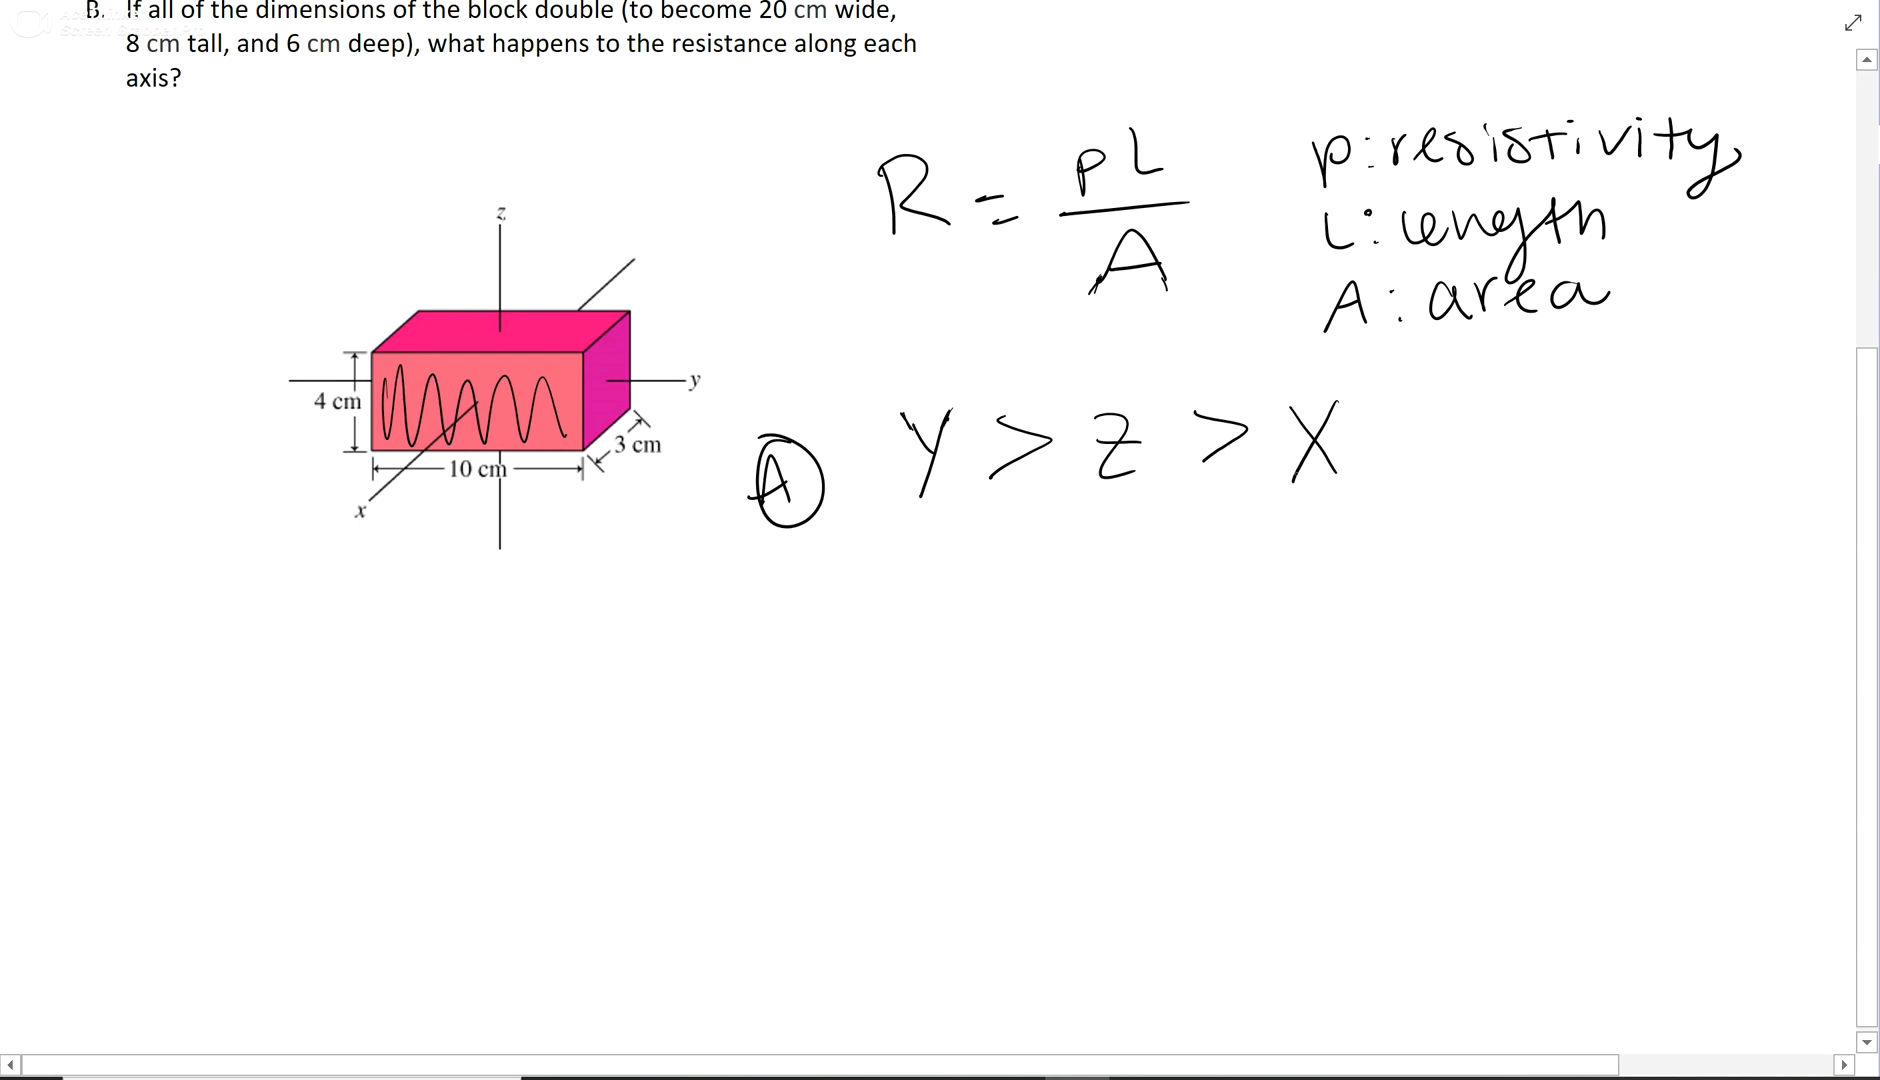 B. If all of the dimensions of the block double (to become 20 cm wide,
8 cm tall, and 6 cm deep), what happens to the resistance along each
axis?
R = ρL / A
ρ: resistivity
L: length
A: area
z
y
4 cm
3 cm
10 cm
x
A Y > Z > X